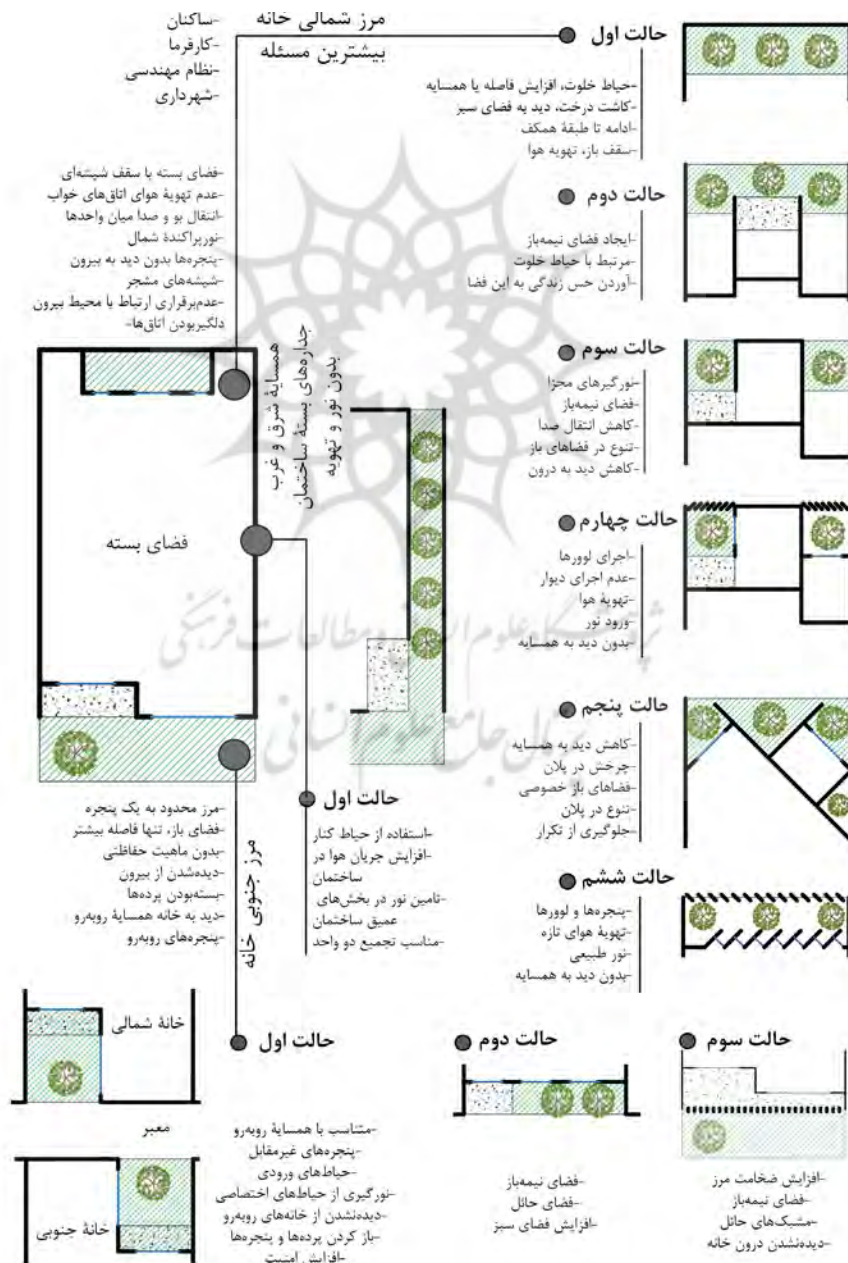 -ساکنان
-کارفرما
-نظام مهندسی
-شهرداری
مرز شمالی خانه
بیشترین مسئله
-فضای بسته با سقف شیشه‌ای
-عدم تهویهٔ هوای اتاق‌های خواب
-انتقال بو و صدا میان واحدها
-نورپراکندهٔ شمال
-پنجره‌ها بدون دید به بیرون
-شیشه‌های مشجر
-عدم‌برقراری ارتباط با محیط بیرون
دلگیربودن اتاق‌ها-
حالت اول
-حیاط خلوت، افزایش فاصله با همسایه
-کاشت درخت، دید به فضای سبز
-ادامه تا طبقهٔ همکف
-سقف باز، تهویه هوا
حالت دوم
-ایجاد فضای نیمه‌باز
-مرتبط با حیاط خلوت
-آوردن حس زندگی به این فضا
حالت سوم
-نورگیرهای مجزا
-فضای نیمه‌باز
-کاهش انتقال صدا
-تنوع در فضاهای باز
-کاهش دید به درون
حالت چهارم
-اجرای لوورها
-عدم اجرای دیوار
-تهویهٔ هوا
-ورود نور
-بدون دید به همسایه
حالت پنجم
-کاهش دید به همسایه
-چرخش در پلان
-فضاهای باز خصوصی
-تنوع در پلان
-جلوگیری از تکرار
حالت ششم
-پنجره‌ها و لوورها
-تهویهٔ هوای تازه
-نور طبیعی
-بدون دید به همسایه
همسایهٔ شرق و غرب
جداره‌های بستهٔ ساختمان
بدون نور و تهویه
فضای بسته
پژوهشگاه علوم انسانی و مطالعات فرهنگی
پرتال جامع علوم انسانی
حالت اول
-استفاده از حیاط کنار
-افزایش جریان هوا در
ساختمان
-تامین نور در بخش‌های
عمیق ساختمان
-مناسب تجمیع دو واحد
مرز جنوبی خانه
-مرز محدود به یک پنجره
-فضای باز، تنها فاصله بیشتر
-بدون ماهیت حفاظتی
-دیده‌شدن از بیرون
-بسته‌بودن پرده‌ها
-دید به خانه همسایهٔ روبه‌رو
-پنجره‌های روبه‌رو
خانهٔ شمالی
معبر
خانهٔ جنوبی
حالت اول
-متناسب با همسایهٔ روبه‌رو
-پنجره‌های غیرمقابل
-حیاط‌های ورودی
-نورگیری از حیاط‌های اختصاصی
-دیده‌نشدن از خانه‌های روبه‌رو
-باز کردن پرده‌ها و پنجره‌ها
-افزایش امنیت
حالت دوم
-فضای نیمه‌باز
-فضای حائل
-افزایش فضای سبز
حالت سوم
-افزایش ضخامت مرز
-فضای نیمه‌باز
-مشبک‌های حائل
-دیده‌نشدن درون خانه